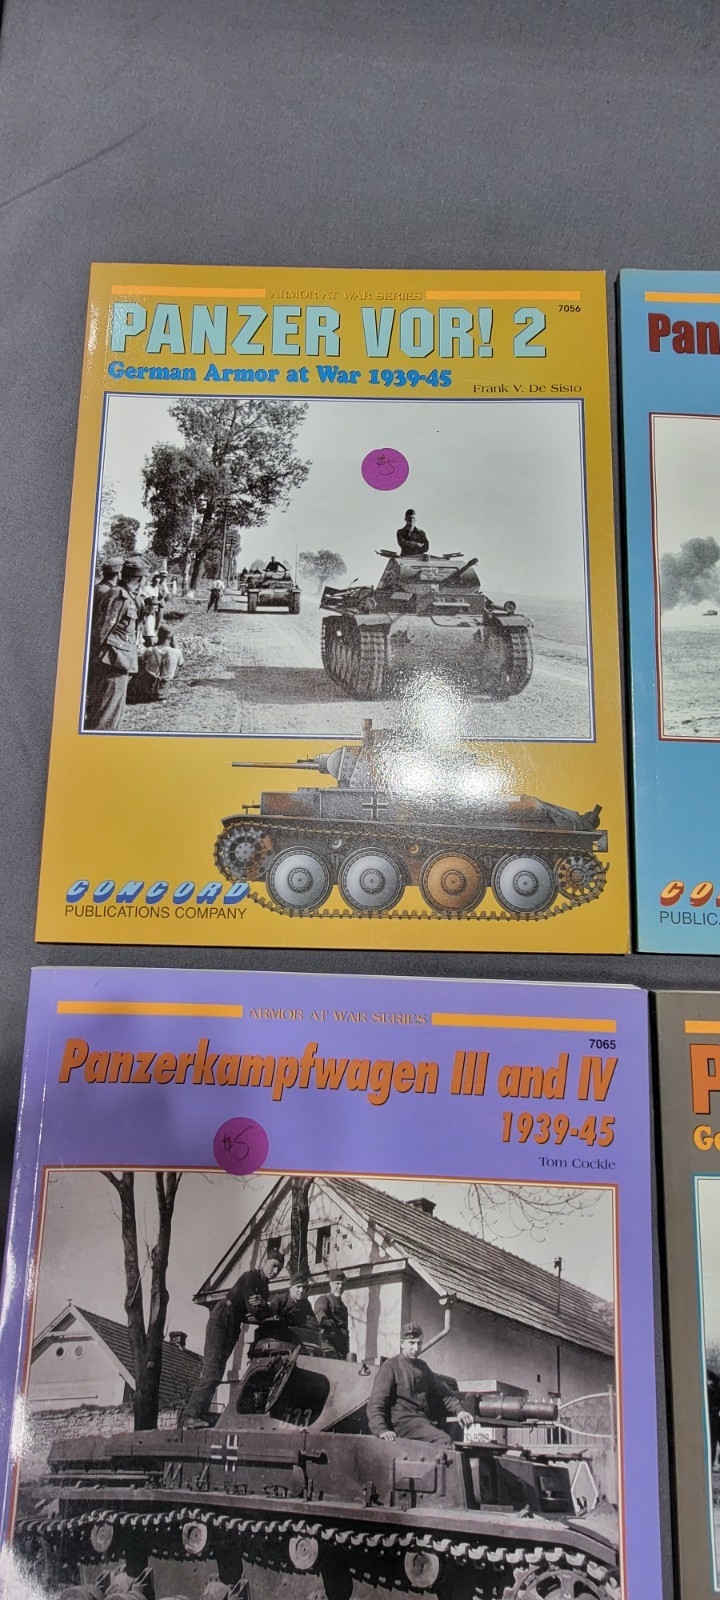 ARMOR AT WAR SERIES
7056
PANZER VOR! 2
German Armor at War 1939-45
Frank V. De Sisto
$5
CONCORD
PUBLICATIONS COMPANY
Pan
CO
PUBLIC
ARMOR AT WAR SERIES
7065
Panzerkampfwagen III and IV
1939-45
Tom Cockle
$5
P
G